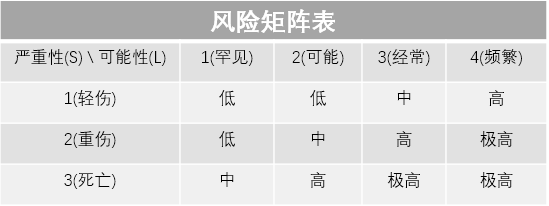 风险矩阵表
严重性(S) \ 可能性(L) 1(罕见) 2(可能) 3(经常) 4(频繁)
1(轻伤) 低 低 中 高
2(重伤) 低 中 高 极高
3(死亡) 中 高 极高 极高